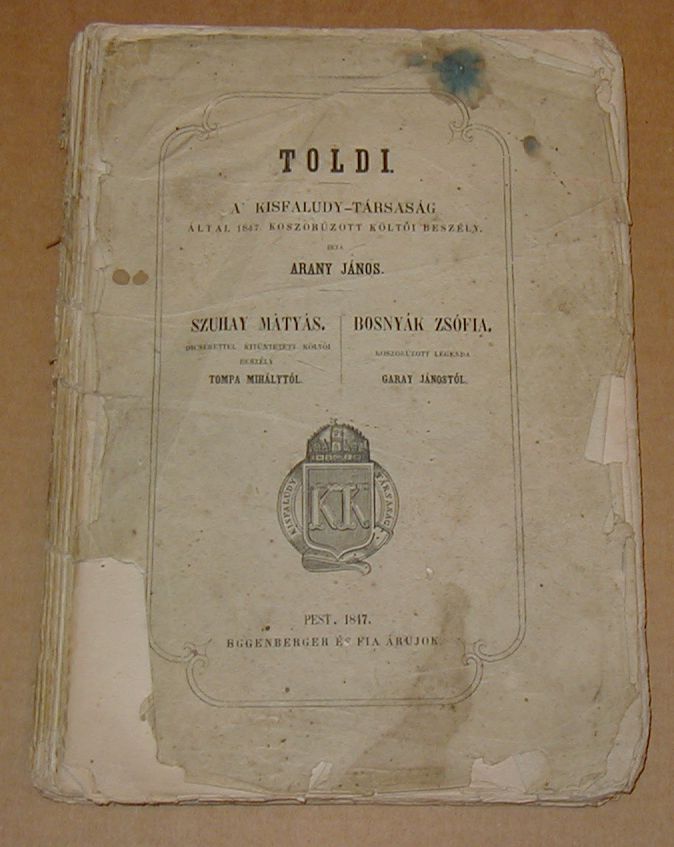 TOLDI.
A' KISFALUDY-TÁRSASÁG
ÁLTAL 1847. KOSZORÚZOTT KÖLTŐI BESZÉLY.
IRTA
ARANY JÁNOS.
SZUHAY MÁTYÁS.
DICSÉRETTEL KITÜNTETETT KÖLTŐI
BESZÉLY
TOMPA MIHÁLYTÓL.
BOSNYÁK ZSÓFIA.
KOSZORÚZOTT LEGENDA
GARAY JÁNOSTÓL.
KISFALUDY TÁRSASÁG
KK
PEST, 1847.
EGGENBERGER ÉS FIA ÁRUJOK.